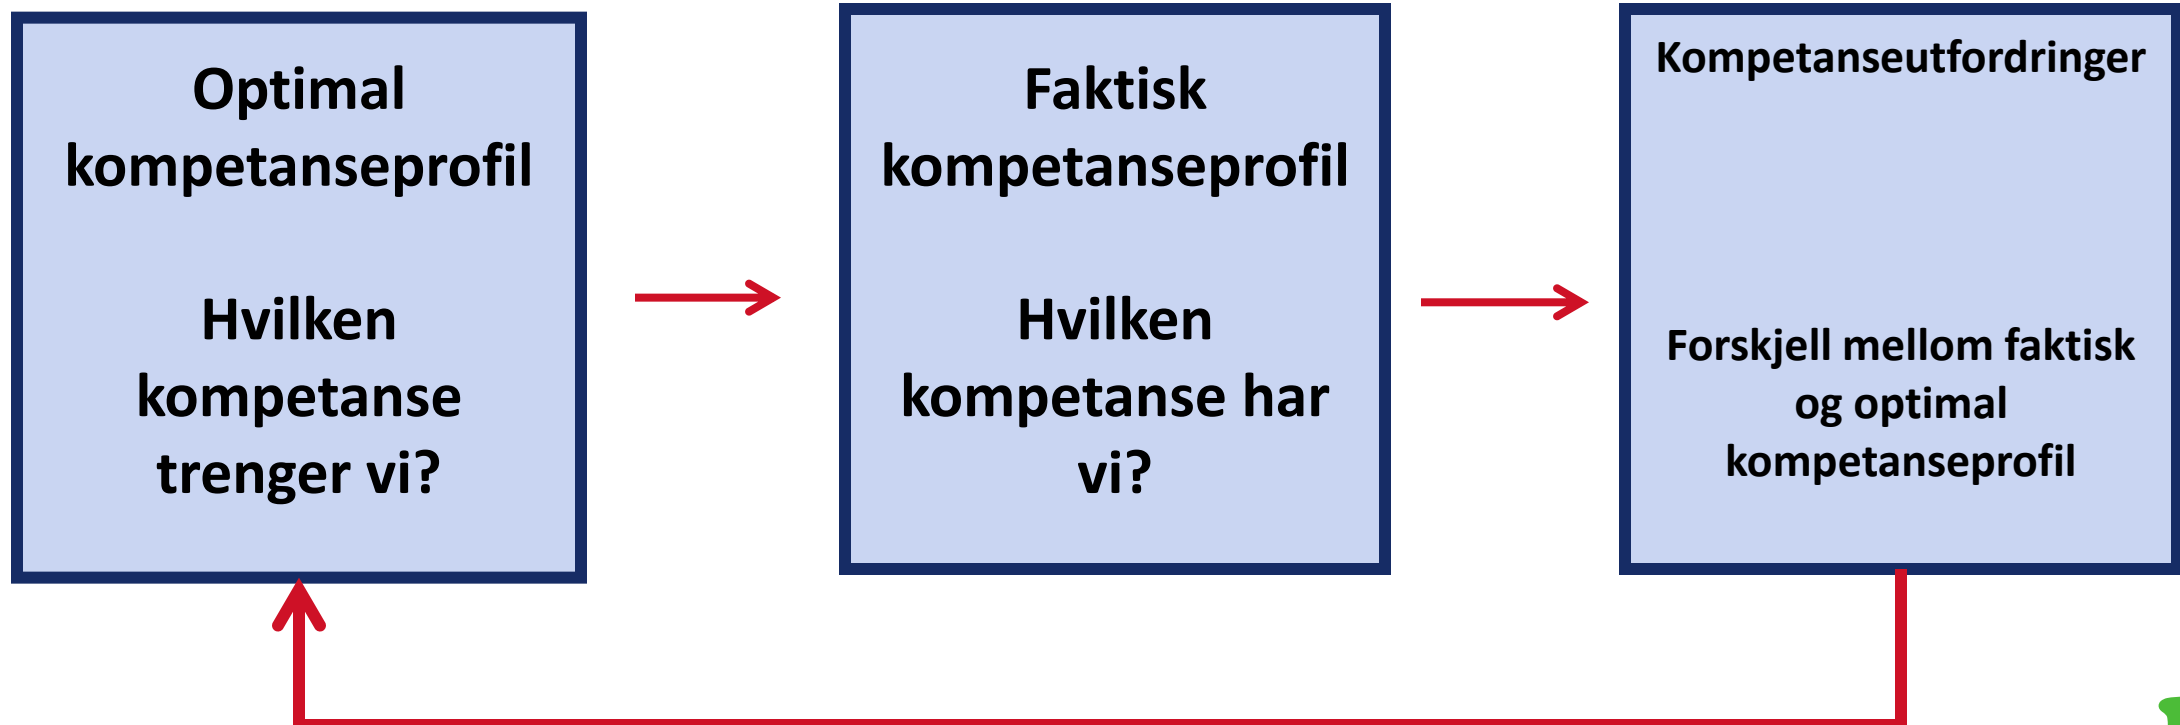 Optimal
kompetanseprofil
Hvilken
kompetanse
trenger vi?
Faktisk
kompetanseprofil
Hvilken
kompetanse har
vi?
Kompetanseutfordringer
Forskjell mellom faktisk
og optimal
kompetanseprofil